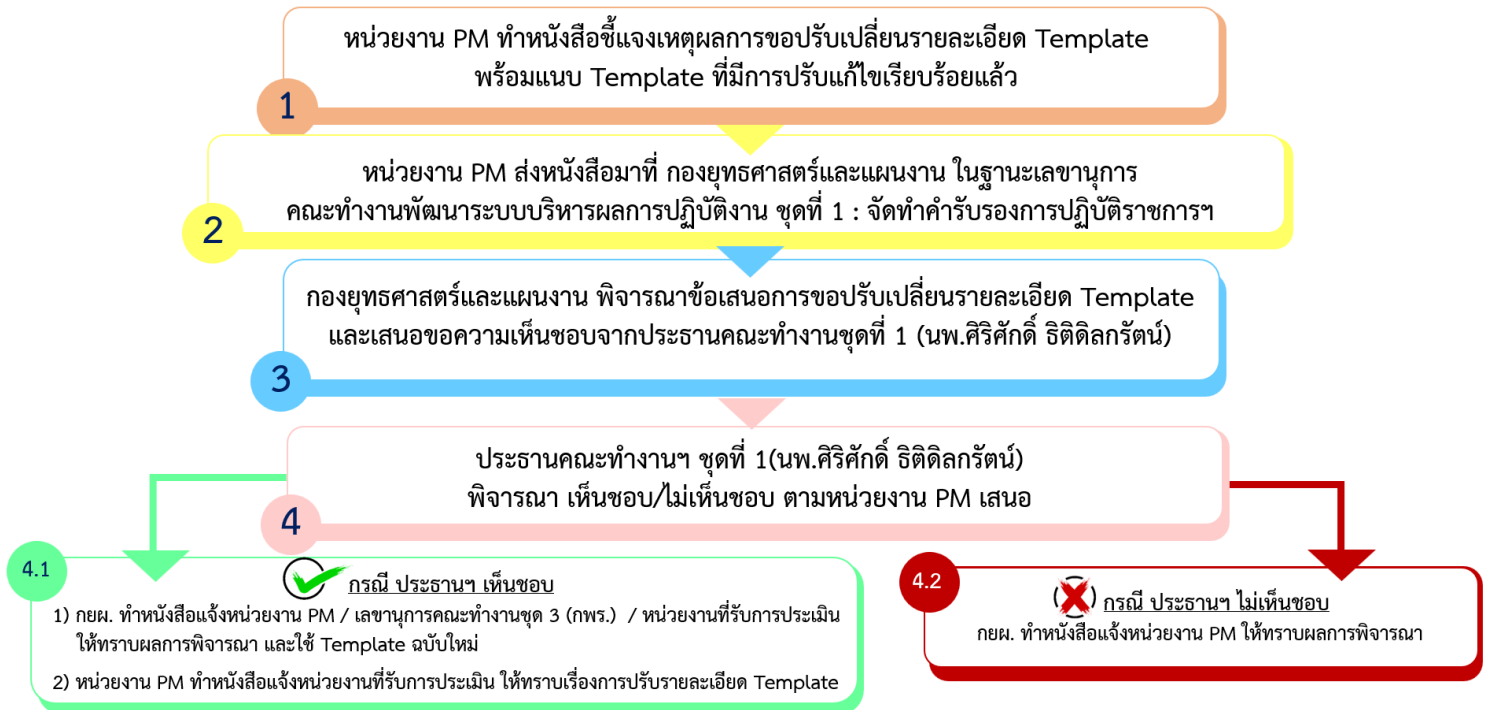 หน่วยงาน PM ทำหนังสือชี้แจงเหตุผลการขอปรับเปลี่ยนรายละเอียด Template
พร้อมแนบ Template ที่มีการปรับแก้ไขเรียบร้อยแล้ว
1
หน่วยงาน PM ส่งหนังสือมาที่ กองยุทธศาสตร์และแผนงาน ในฐานะเลขานุการ
คณะทำงานพัฒนาระบบบริหารผลการปฏิบัติงาน ชุดที่ 1 : จัดทำคำรับรองการปฏิบัติราชการฯ
2
กองยุทธศาสตร์และแผนงาน พิจารณาข้อเสนอการขอปรับเปลี่ยนรายละเอียด Template
และเสนอขอความเห็นชอบจากประธานคณะทำงานชุดที่ 1 (นพ.ศิริศักดิ์ ธิติดิลกรัตน์)
3
ประธานคณะทำงานฯ ชุดที่ 1(นพ.ศิริศักดิ์ ธิติดิลกรัตน์)
พิจารณา เห็นชอบ/ไม่เห็นชอบ ตามหน่วยงาน PM เสนอ
4
4.1
กรณี ประธานฯ เห็นชอบ
1) กยผ. ทำหนังสือแจ้งหน่วยงาน PM / เลขานุการคณะทำงานชุด 3 (กพร.) / หน่วยงานที่รับการประเมิน
ให้ทราบผลการพิจารณา และใช้ Template ฉบับใหม่
2) หน่วยงาน PM ทำหนังสือแจ้งหน่วยงานที่รับการประเมิน ให้ทราบเรื่องการปรับรายละเอียด Template
4.2
กรณี ประธานฯ ไม่เห็นชอบ
กยผ. ทำหนังสือแจ้งหน่วยงาน PM ให้ทราบผลการพิจารณา